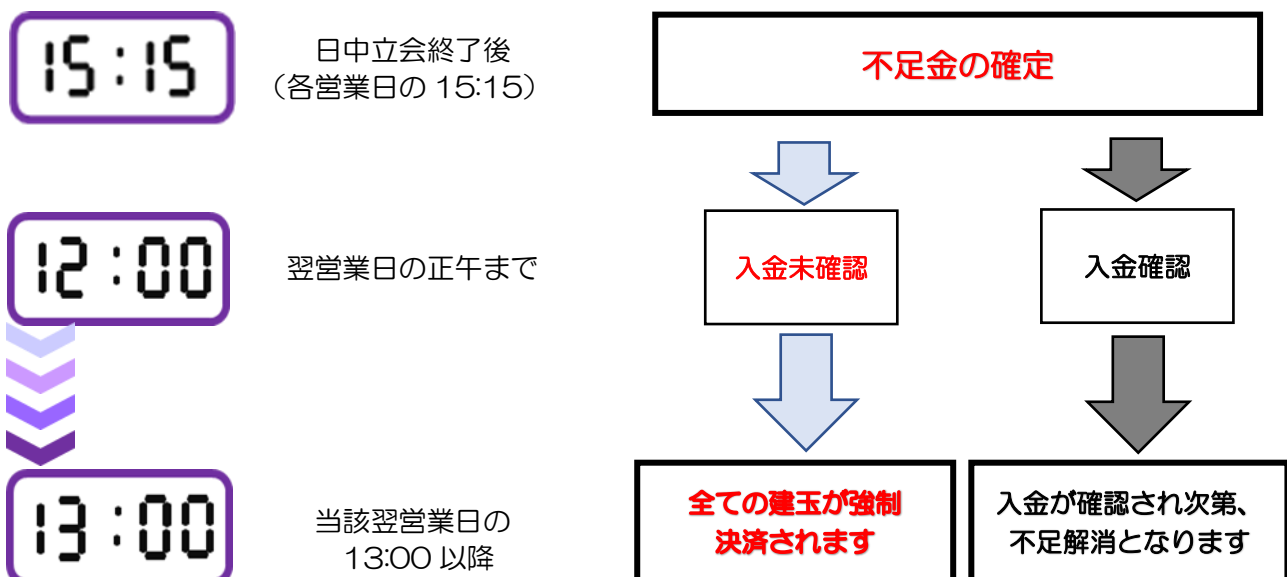 15:15
日中立会終了後
（各営業日の 15:15）
不足金の確定
12:00
翌営業日の正午まで
入金未確認
入金確認
13:00
当該翌営業日の
13:00 以降
全ての建玉が強制
決済されます
入金が確認され次第、
不足解消となります